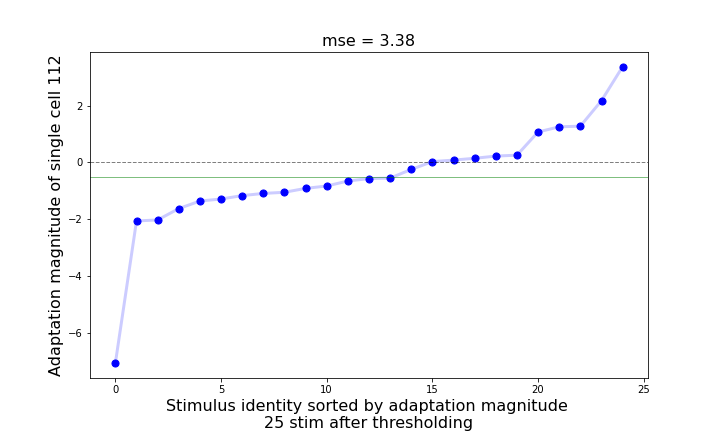 mse = 3.38
Adaptation magnitude of single cell 112
2
0
−2
−4
−6
0 5 10 15 20 25
Stimulus identity sorted by adaptation magnitude
25 stim after thresholding